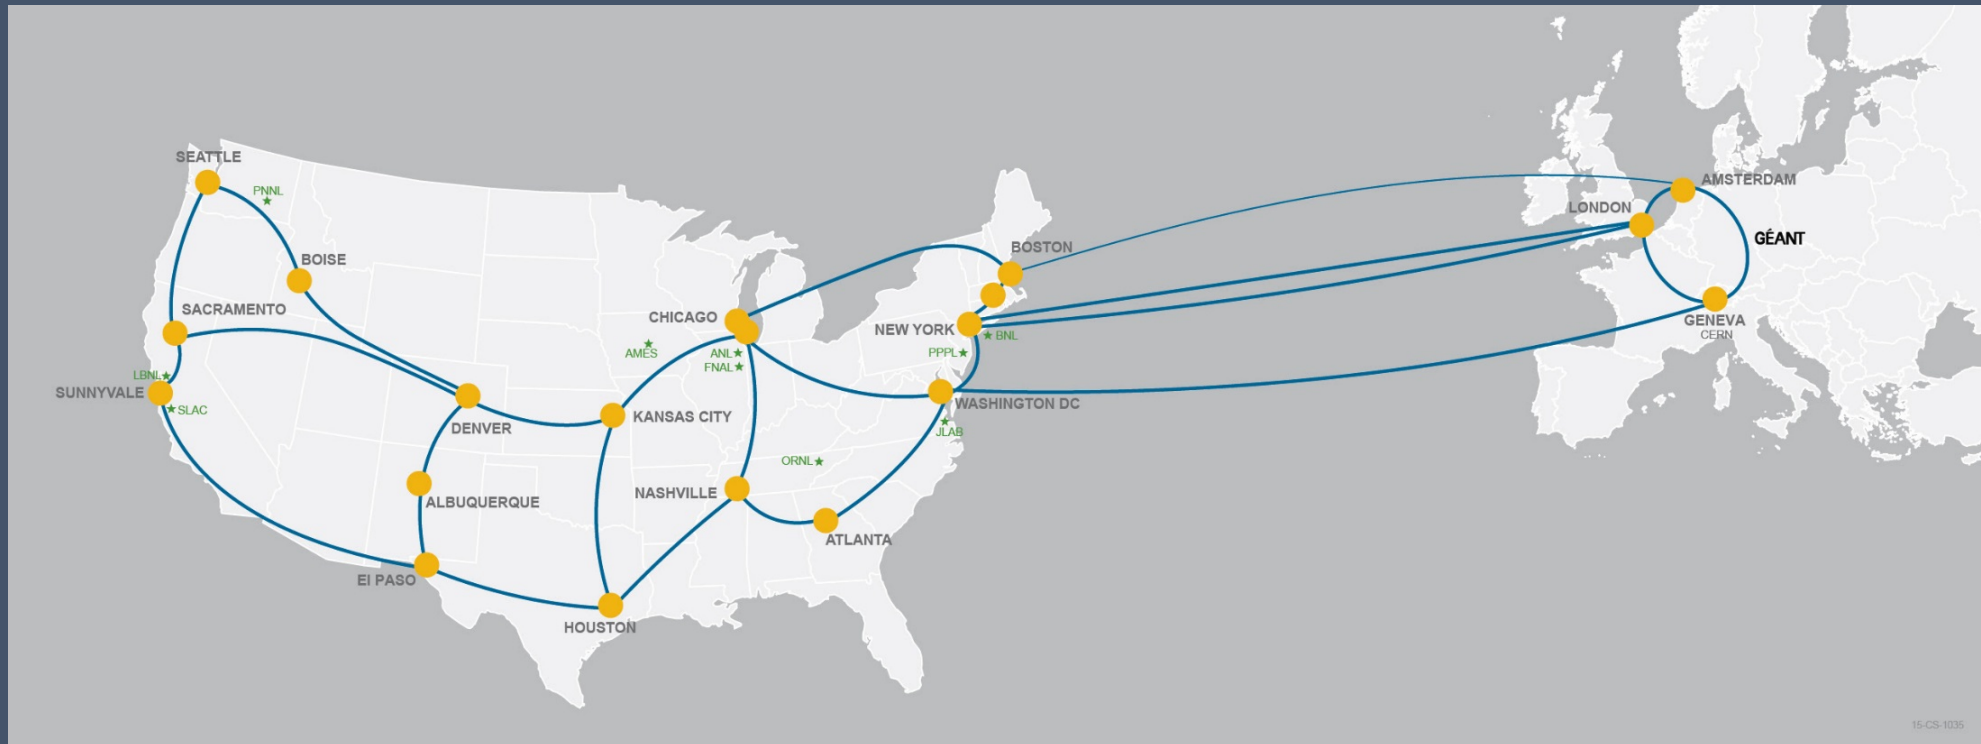 SEATTLE
PNNL
BOISE
SACRAMENTO
LBNL
SUNNYVALE
SLAC
DENVER
ALBUQUERQUE
El PASO
HOUSTON
KANSAS CITY
AMES
CHICAGO
ANL
FNAL
NASHVILLE
ORNL
ATLANTA
BOSTON
NEW YORK
BNL
PPPL
WASHINGTON DC
JLAB
AMSTERDAM
LONDON
GÉANT
GENEVA
CERN
15-CS-1035